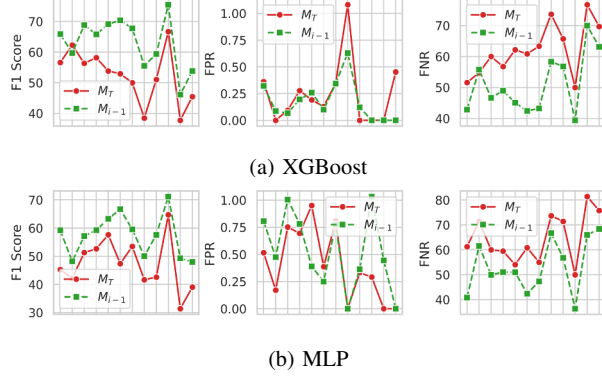 F1 Score
70
60
50
40
M_T
M_{i-1}
FPR
1.00
0.75
0.50
0.25
0.00
M_T
M_{i-1}
FNR
70
60
50
40
M_T
M_{i-1}
(a) XGBoost
F1 Score
70
60
50
40
30
M_T
M_{i-1}
FPR
1.00
0.75
0.50
0.25
0.00
M_T
M_{i-1}
FNR
80
70
60
50
40
M_T
M_{i-1}
(b) MLP